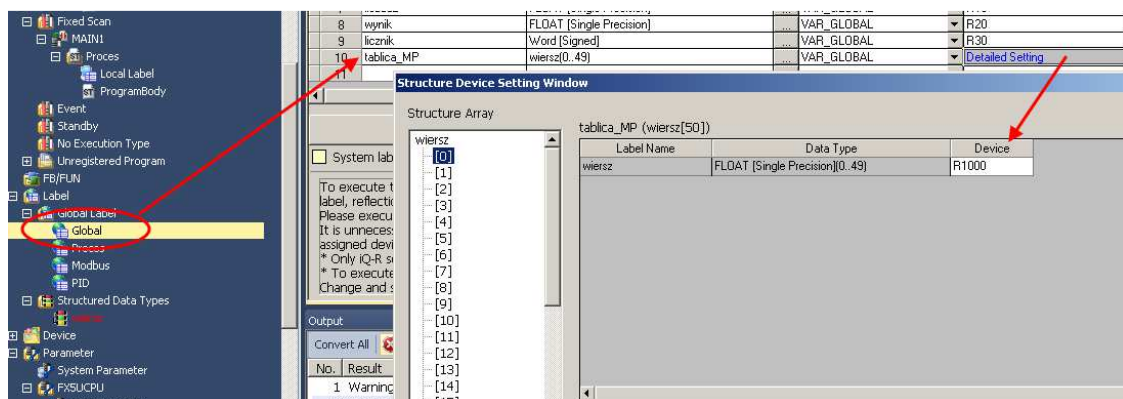 Fixed Scan
MAIN1
Proces
Local Label
ProgramBody
Event
Standby
No Execution Type
Unregistered Program
FB/FUN
Label
Global Label
Global
Proces
Modbus
PID
Structured Data Types
Device
Parameter
System Parameter
FX5UCPU
8 wynik FLOAT [Single Precision] ... VAR_GLOBAL R20
9 licznik Word [Signed] ... VAR_GLOBAL R30
10 tablica_MP wiersz(0..49) ... VAR_GLOBAL Detailed Setting
11
System lab
To execute t
label, reflectio
Please execu
It is unneces
assigned devi
* Only iQ-R s
* To execute
Change and s
Output
Convert All
No. Result
1 Warning
Structure Device Setting Window
Structure Array
wiersz
[0]
[1]
[2]
[3]
[4]
[5]
[6]
[7]
[8]
[9]
[10]
[11]
[12]
[13]
[14]
tablica_MP (wiersz[50])
Label Name Data Type Device
wiersz FLOAT [Single Precision](0..49) R1000